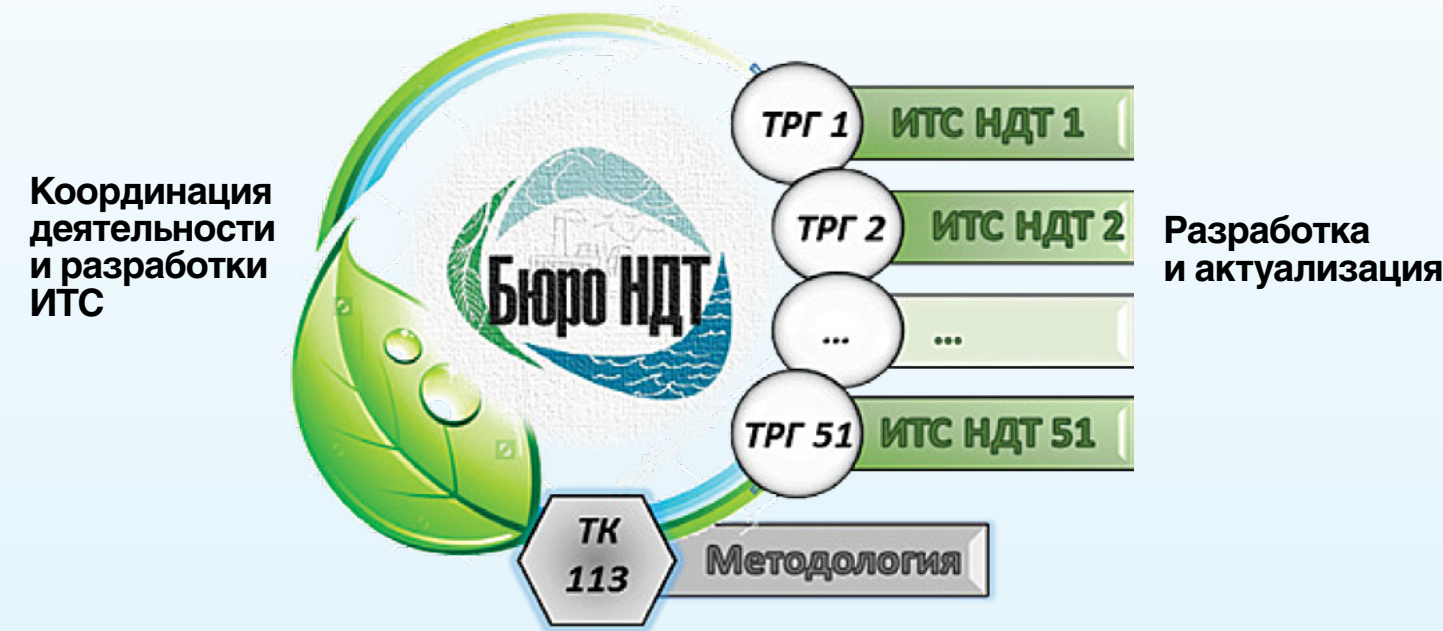 Координация
деятельности
и разработки
ИТС
Бюро НДТ
ТРГ 1 ИТС НДТ 1
ТРГ 2 ИТС НДТ 2
... ...
ТРГ 51 ИТС НДТ 51
Разработка
и актуализация
ТК
113
Методология